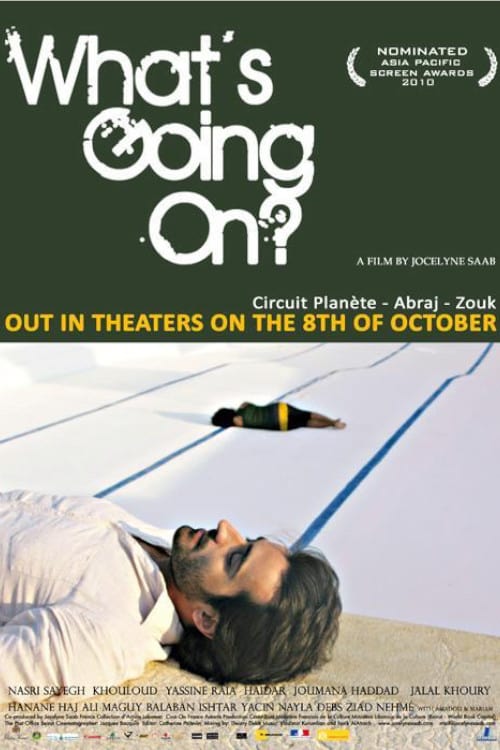 What's
Going
On?
NOMINATED
ASIA PACIFIC
SCREEN AWARDS
2010
A FILM BY JOCELYNE SAAB
Circuit Planète - Abraj - Zouk
OUT IN THEATERS ON THE 8TH OF OCTOBER
NASRI SAYEGH KHOULOUD YASSINE RAIA HAIDAR JOUMANA HADDAD JALAL KHOURY
HANANE HAJ ALI MAGUY BALABAN ISHTAR YACIN NAYLA DEBS ZIAD NEHME